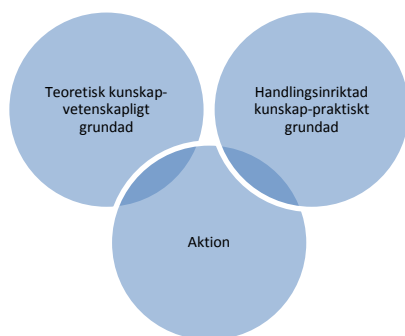 Teoretisk kunskap-
vetenskapligt
grundad
Handlingsinriktad
kunskap-praktiskt
grundad
Aktion